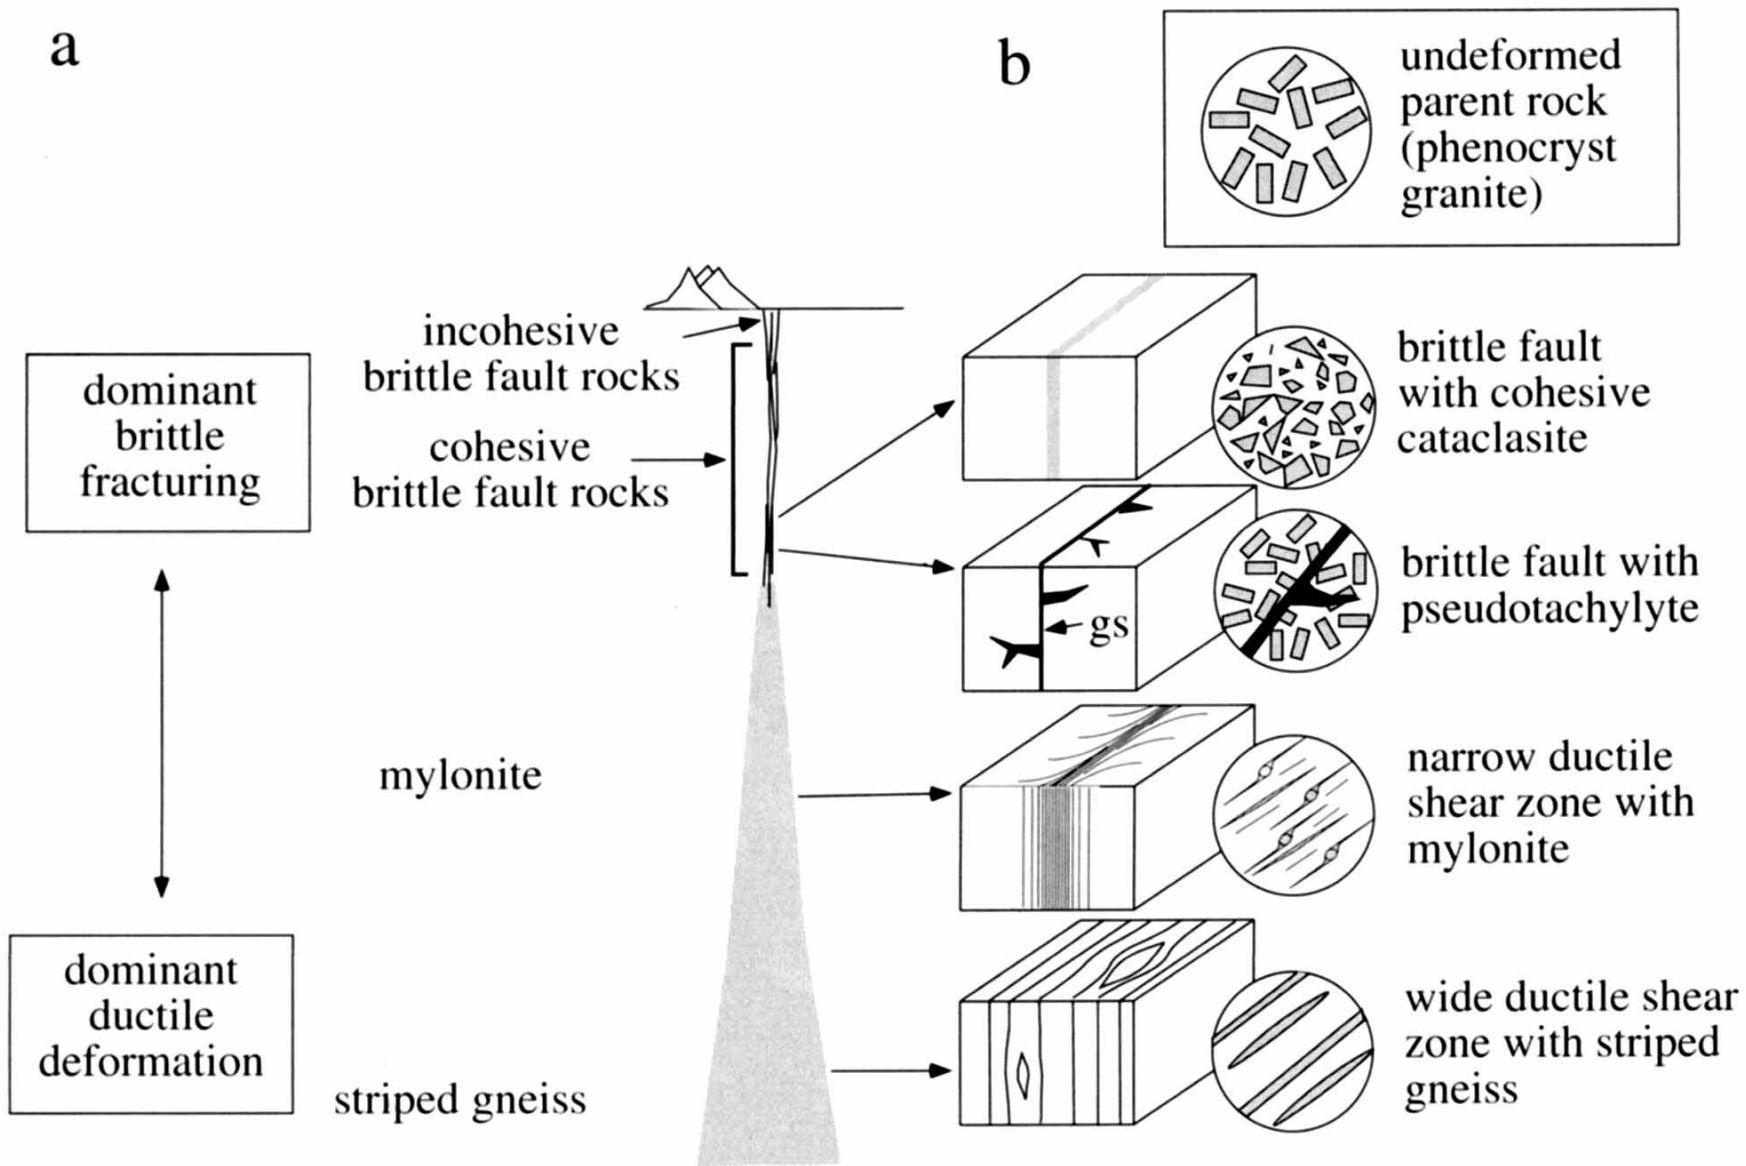 a
dominant
brittle
fracturing
dominant
ductile
deformation
incohesive
brittle fault rocks
cohesive
brittle fault rocks
mylonite
striped gneiss
b
undeformed
parent rock
(phenocryst
granite)
brittle fault
with cohesive
cataclasite
gs
brittle fault with
pseudotachylyte
narrow ductile
shear zone with
mylonite
wide ductile shear
zone with striped
gneiss